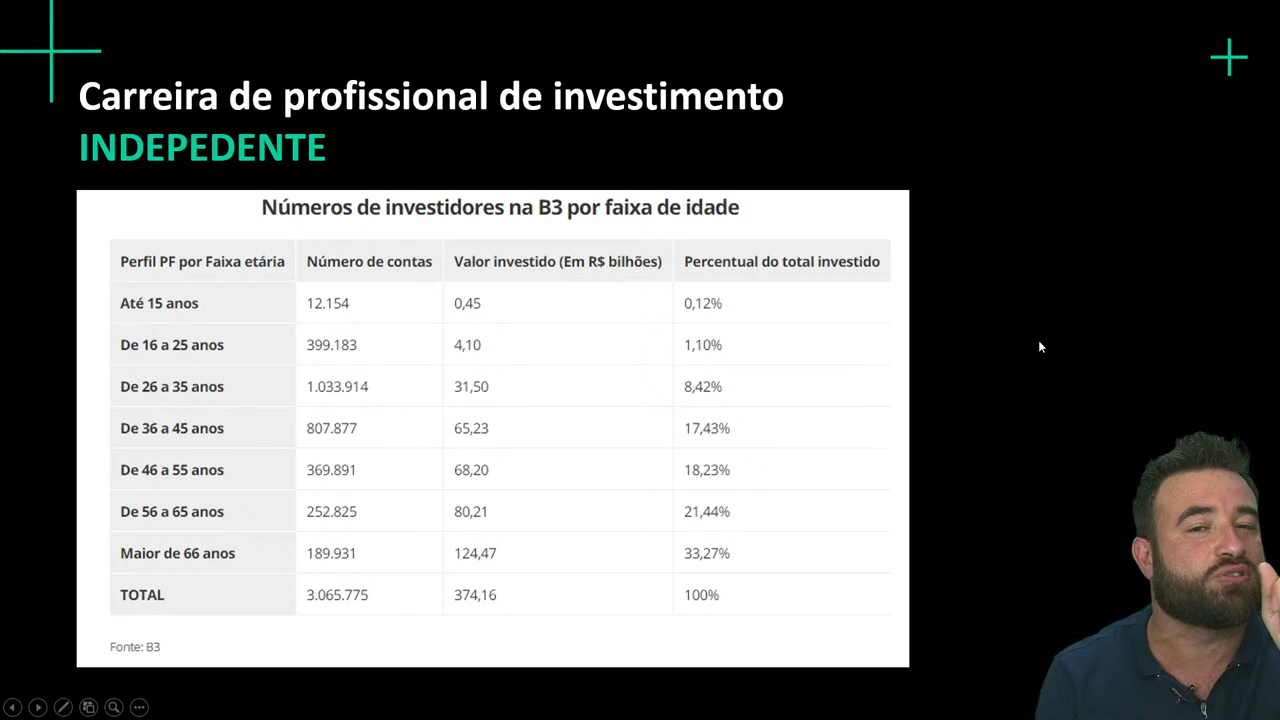 Carreira de profissional de investimento
INDEPEDENTE
Números de investidores na B3 por faixa de idade
Perfil PF por Faixa etária Número de contas Valor investido (Em R$ bilhões) Percentual do total investido
Até 15 anos 12.154 0,45 0,12%
De 16 a 25 anos 399.183 4,10 1,10%
De 26 a 35 anos 1.033.914 31,50 8,42%
De 36 a 45 anos 807.877 65,23 17,43%
De 46 a 55 anos 369.891 68,20 18,23%
De 56 a 65 anos 252.825 80,21 21,44%
Maior de 66 anos 189.931 124,47 33,27%
TOTAL 3.065.775 374,16 100%
Fonte: B3